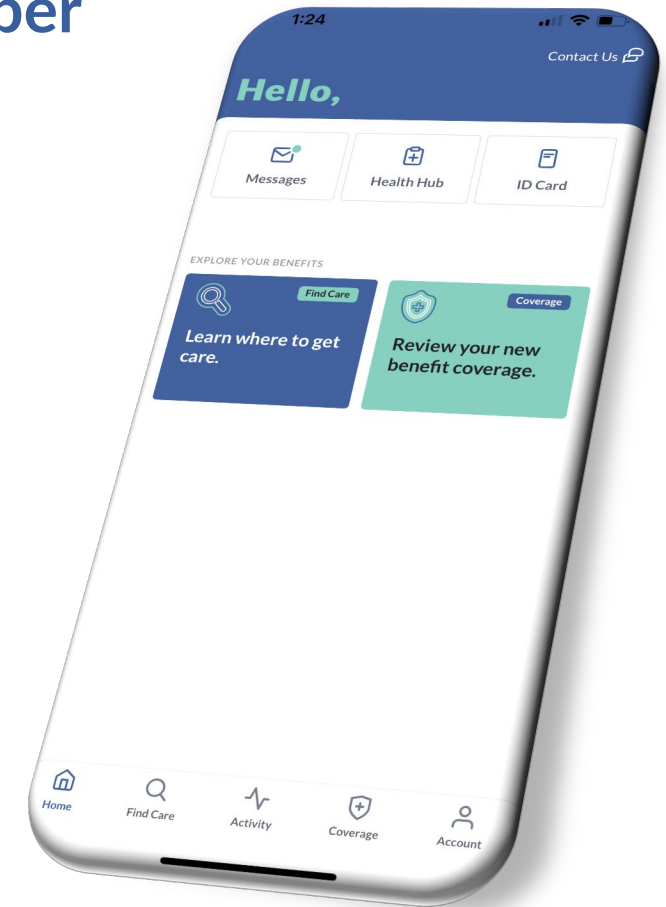 1:24
Contact Us
Hello,
Messages
Health Hub
ID Card
EXPLORE YOUR BENEFITS
Find Care
Learn where to get
care.
Coverage
Review your new
benefit coverage.
Home
Find Care
Activity
Coverage
Account